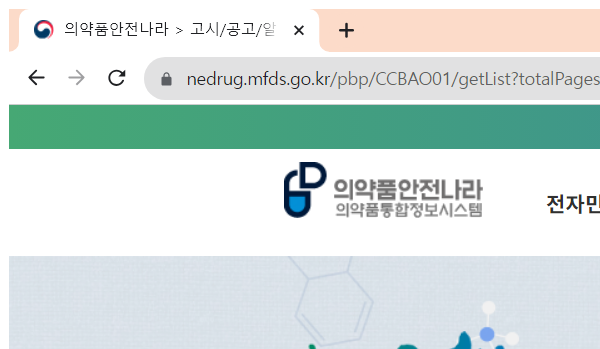 의약품안전나라 > 고시/공고/알
nedrug.mfds.go.kr/pbp/CCBAO01/getList?totalPages
의약품안전나라
의약품통합정보시스템
전자민